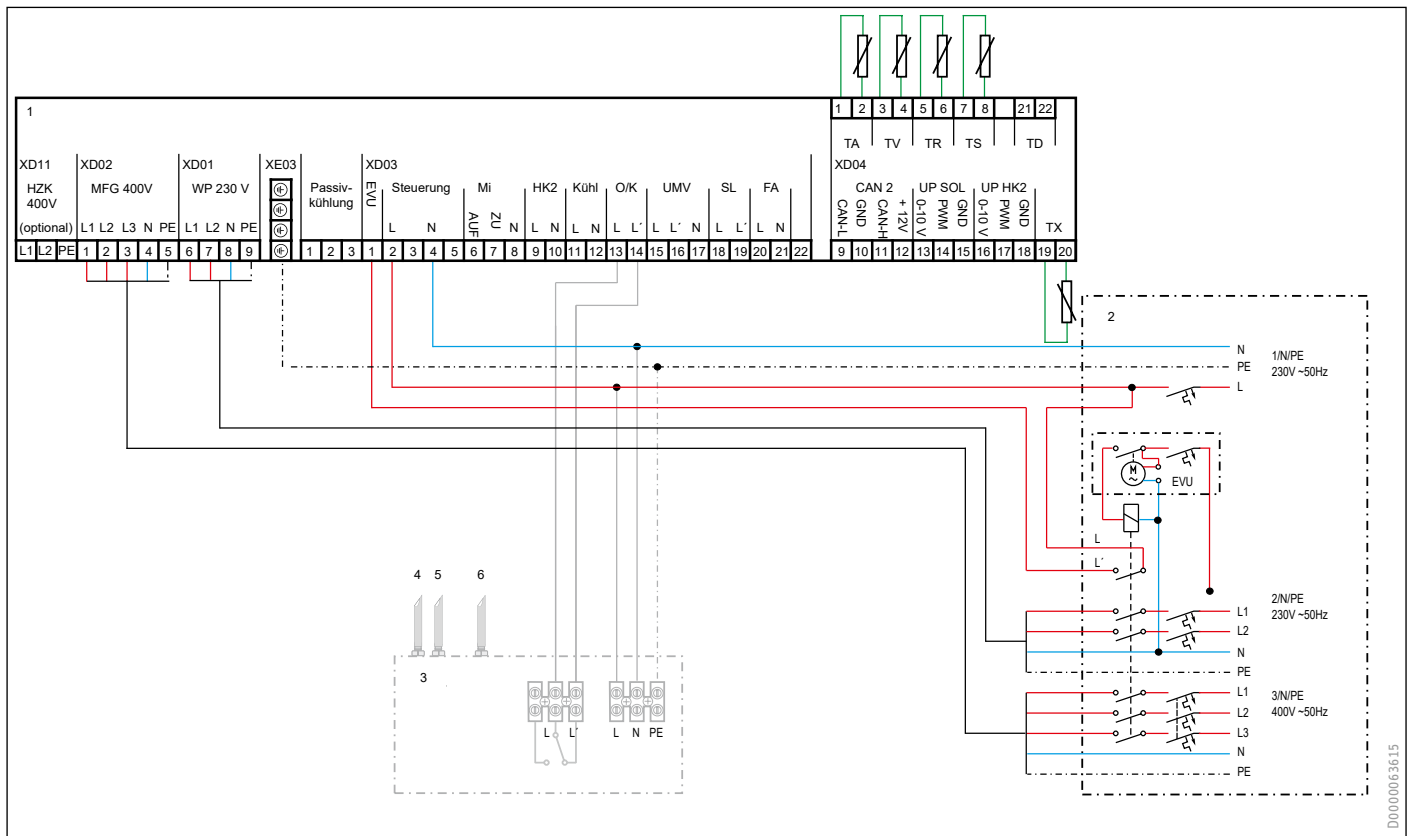 1 2 3 4 5 6 7 8 21 22
1
TA TV TR TS TD
XD11 XD02 XD01 XE03 XD03 XD04
HZK
400V
(optional)
MFG 400V
WP 230 V
Passiv-
kühlung
EVU
Steuerung
Mi
HK2
Kühl
O/K
UMV
SL
FA
CAN 2
UP SOL
UP HK2
L1 L2 L3 N PE
L1 L2 N PE
L N
AUF
ZU
N
L N
L N
L L´
L L´ N
L L´
L N
CAN-L
GND
CAN-H
+ 12V
0-10 V
PWM
GND
0-10 V
PWM
GND
TX
L1 L2 PE 1 2 3 4 5 6 7 8 9 1 2 3 1 2 3 4 5 6 7 8 9 10 11 12 13 14 15 16 17 18 19 20 21 22 9 10 11 12 13 14 15 16 17 18 19 20
2
N
PE
L
1/N/PE
230V ~50Hz
M
~
EVU
L
L´
L1
L2
N
PE
2/N/PE
230V ~50Hz
L1
L2
L3
N
PE
3/N/PE
400V ~50Hz
4 5 6
3
L L´ L N PE
D0000063615